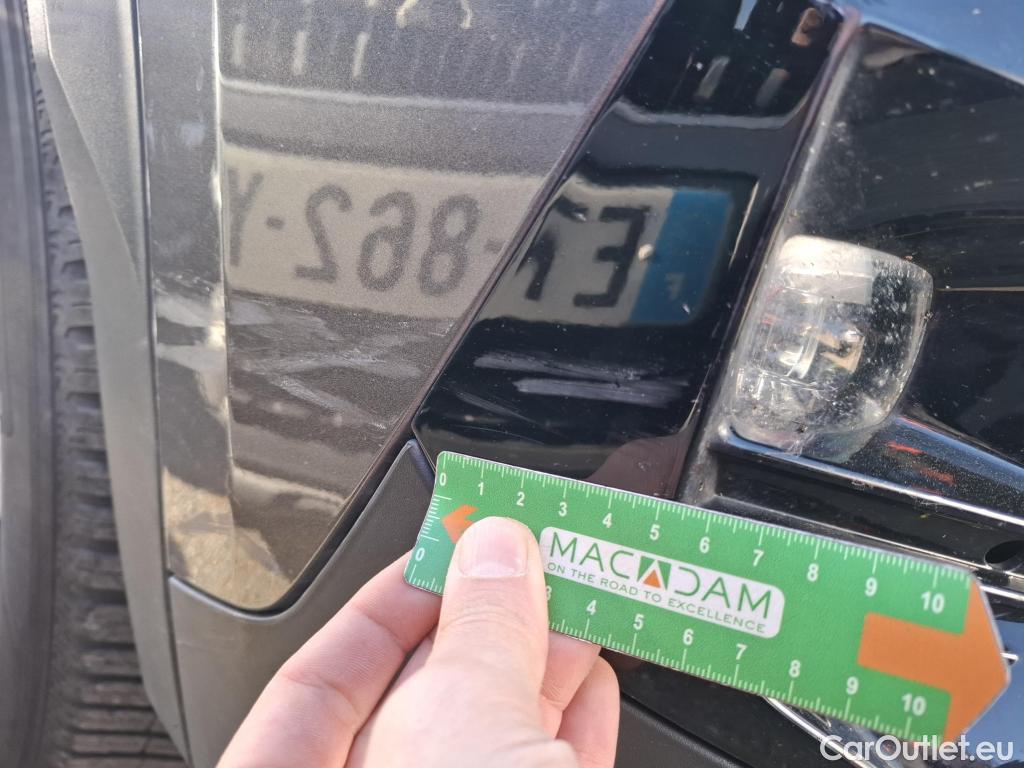 862-Y
F E
0 1 2 3 4 5 6 7 8 9 10
MACADAM
ON THE ROAD TO EXCELLENCE
0 3 4 5 6 7 8 9 10
CarOutlet.eu